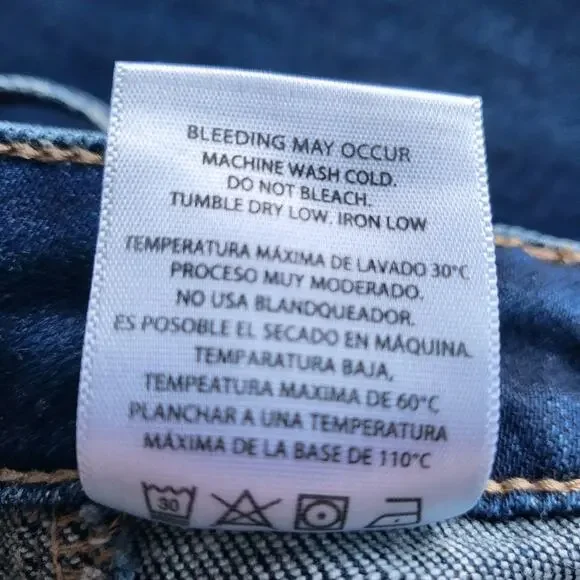 BLEEDING MAY OCCUR
MACHINE WASH COLD.
DO NOT BLEACH.
TUMBLE DRY LOW. IRON LOW
TEMPERATURA MÁXIMA DE LAVADO 30°C
PROCESO MUY MODERADO.
NO USA BLANDQUEADOR.
ES POSOBLE EL SECADO EN MÁQUINA.
TEMPARATURA BAJA,
TEMPEATURA MAXIMA DE 60°C
PLANCHAR A UNA TEMPERATURA
MÁXIMA DE LA BASE DE 110°C
30